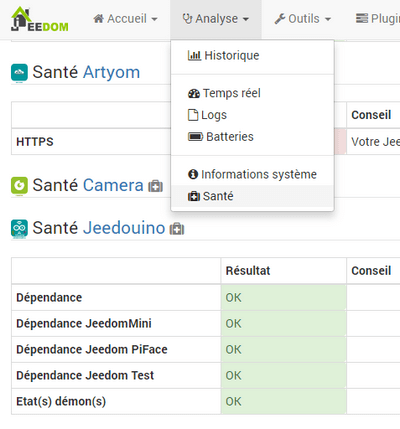 JEEDOM Accueil Analyse Outils Plugin
Historique
Temps réel
Logs
Batteries
Informations système
Santé
Santé Artyom
Conseil
HTTPS Votre Jee
Santé Camera
Santé Jeedouino
Résultat Conseil
Dépendance OK
Dépendance JeedomMini OK
Dépendance Jeedom PiFace OK
Dépendance Jeedom Test OK
Etat(s) démon(s) OK